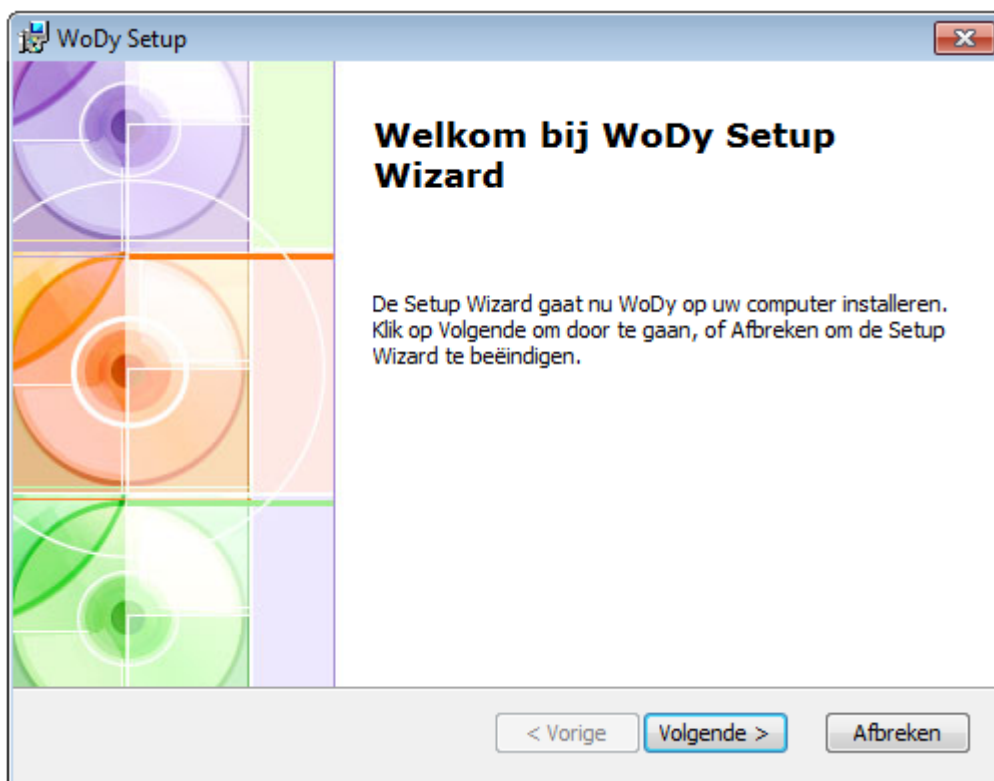 WoDy Setup
Welkom bij WoDy Setup
Wizard
De Setup Wizard gaat nu WoDy op uw computer installeren.
Klik op Volgende om door te gaan, of Afbreken om de Setup
Wizard te beëindigen.
< Vorige
Volgende >
Afbreken